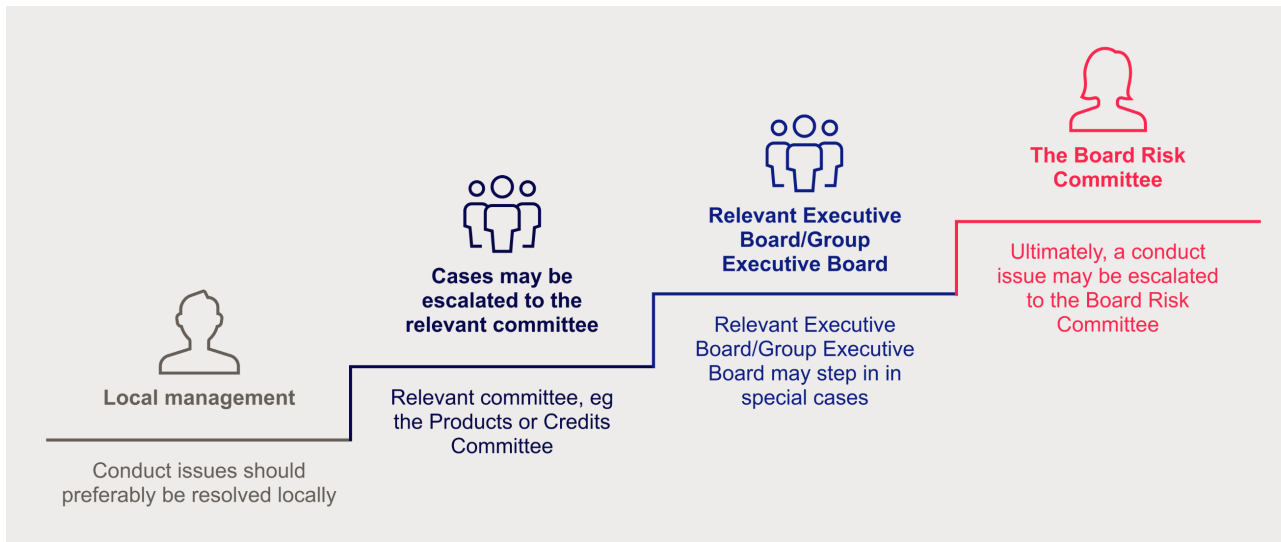 Local management
Conduct issues should
preferably be resolved locally
Cases may be
escalated to the
relevant committee
Relevant committee, eg
the Products or Credits
Committee
Relevant Executive
Board/Group
Executive Board
Relevant Executive
Board/Group Executive
Board may step in in
special cases
The Board Risk
Committee
Ultimately, a conduct
issue may be escalated
to the Board Risk
Committee